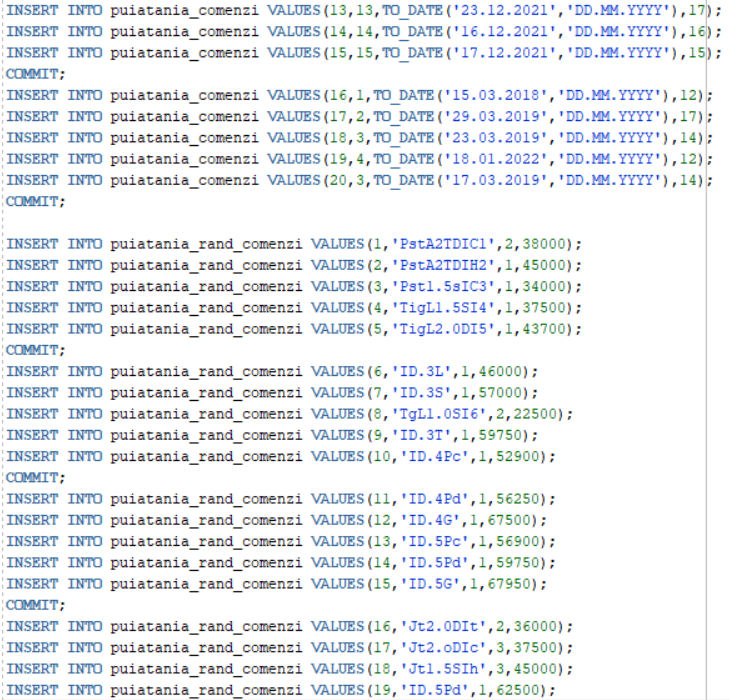 INSERT INTO puiatania_comenzi VALUES(13,13,TO_DATE('23.12.2021','DD.MM.YYYY'),17);
INSERT INTO puiatania_comenzi VALUES(14,14,TO_DATE('16.12.2021','DD.MM.YYYY'),16);
INSERT INTO puiatania_comenzi VALUES(15,15,TO_DATE('17.12.2021','DD.MM.YYYY'),15);
COMMIT;
INSERT INTO puiatania_comenzi VALUES(16,1,TO_DATE('15.03.2018','DD.MM.YYYY'),12);
INSERT INTO puiatania_comenzi VALUES(17,2,TO_DATE('29.03.2019','DD.MM.YYYY'),17);
INSERT INTO puiatania_comenzi VALUES(18,3,TO_DATE('23.03.2019','DD.MM.YYYY'),14);
INSERT INTO puiatania_comenzi VALUES(19,4,TO_DATE('18.01.2022','DD.MM.YYYY'),12);
INSERT INTO puiatania_comenzi VALUES(20,3,TO_DATE('17.03.2019','DD.MM.YYYY'),14);
COMMIT;
INSERT INTO puiatania_rand_comenzi VALUES(1,'PstA2TDIC1',2,38000);
INSERT INTO puiatania_rand_comenzi VALUES(2,'PstA2TDIH2',1,45000);
INSERT INTO puiatania_rand_comenzi VALUES(3,'Pst1.5sIC3',1,34000);
INSERT INTO puiatania_rand_comenzi VALUES(4,'TigL1.5SI4',1,37500);
INSERT INTO puiatania_rand_comenzi VALUES(5,'TigL2.0DI5',1,43700);
COMMIT;
INSERT INTO puiatania_rand_comenzi VALUES(6,'ID.3L',1,46000);
INSERT INTO puiatania_rand_comenzi VALUES(7,'ID.3S',1,57000);
INSERT INTO puiatania_rand_comenzi VALUES(8,'TgL1.0SI6',2,22500);
INSERT INTO puiatania_rand_comenzi VALUES(9,'ID.3T',1,59750);
INSERT INTO puiatania_rand_comenzi VALUES(10,'ID.4Pc',1,52900);
COMMIT;
INSERT INTO puiatania_rand_comenzi VALUES(11,'ID.4Pd',1,56250);
INSERT INTO puiatania_rand_comenzi VALUES(12,'ID.4G',1,67500);
INSERT INTO puiatania_rand_comenzi VALUES(13,'ID.5Pc',1,56900);
INSERT INTO puiatania_rand_comenzi VALUES(14,'ID.5Pd',1,59750);
INSERT INTO puiatania_rand_comenzi VALUES(15,'ID.5G',1,67950);
COMMIT;
INSERT INTO puiatania_rand_comenzi VALUES(16,'Jt2.0DIt',2,36000);
INSERT INTO puiatania_rand_comenzi VALUES(17,'Jt2.oDIc',3,37500);
INSERT INTO puiatania_rand_comenzi VALUES(18,'Jt1.5SIh',3,45000);
INSERT INTO puiatania_rand_comenzi VALUES(19,'ID.5Pd',1,62500);